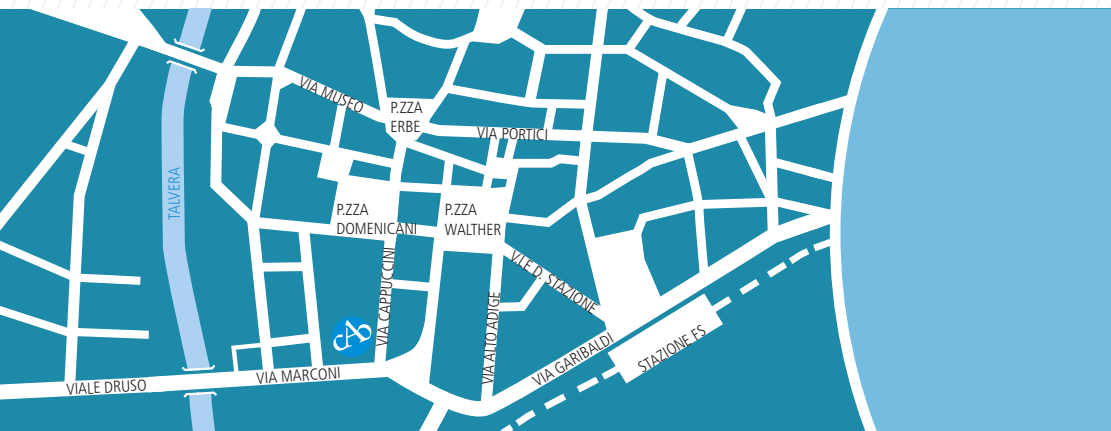 VIA MUSEO
P.ZZA
ERBE
VIA PORTICI
TALVERA
P.ZZA
DOMENICANI
P.ZZA
WALTHER
VIA CAPPUCCINI
V.LE D. STAZIONE
VIA ALTO ADIGE
CAB
VIA GARIBALDI
STAZIONE FS
VIA MARCONI
VIALE DRUSO